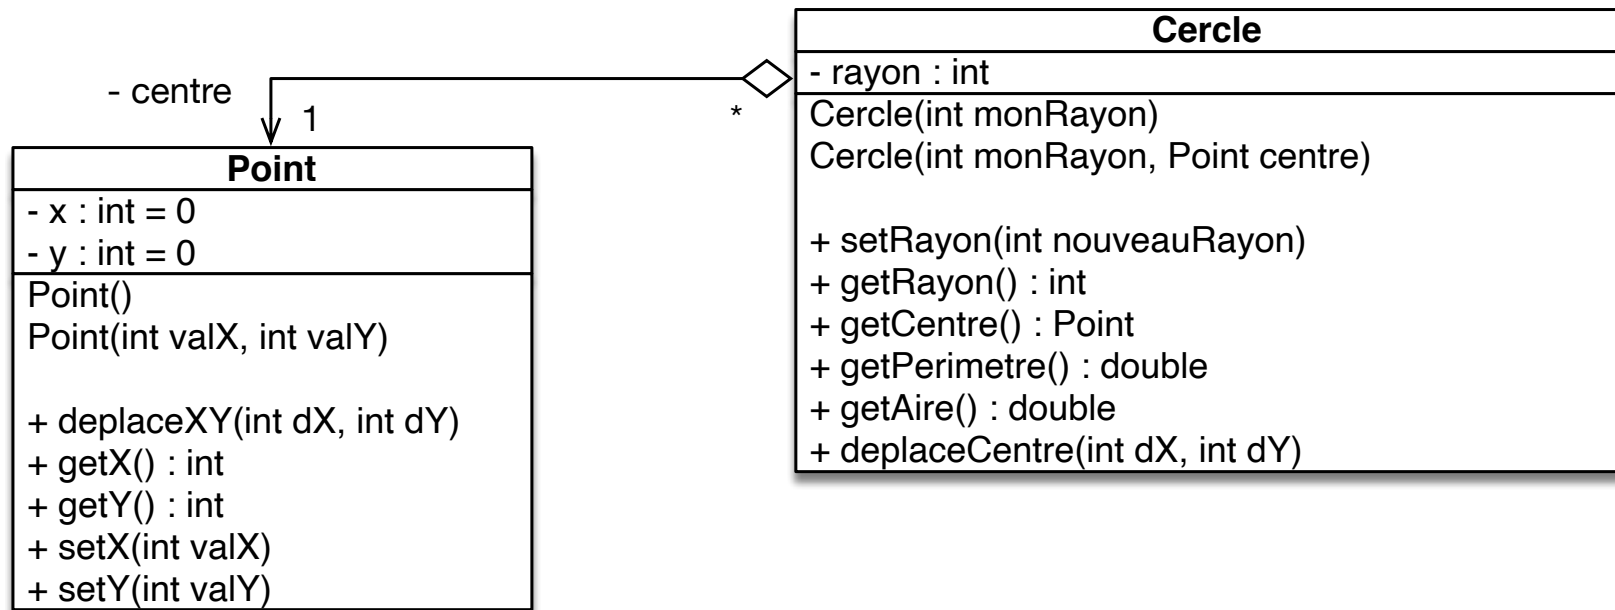 - centre
1
*
Point
- x : int = 0
- y : int = 0
Point()
Point(int valX, int valY)
+ deplaceXY(int dX, int dY)
+ getX() : int
+ getY() : int
+ setX(int valX)
+ setY(int valY)
Cercle
- rayon : int
Cercle(int monRayon)
Cercle(int monRayon, Point centre)
+ setRayon(int nouveauRayon)
+ getRayon() : int
+ getCentre() : Point
+ getPerimetre() : double
+ getAire() : double
+ deplaceCentre(int dX, int dY)